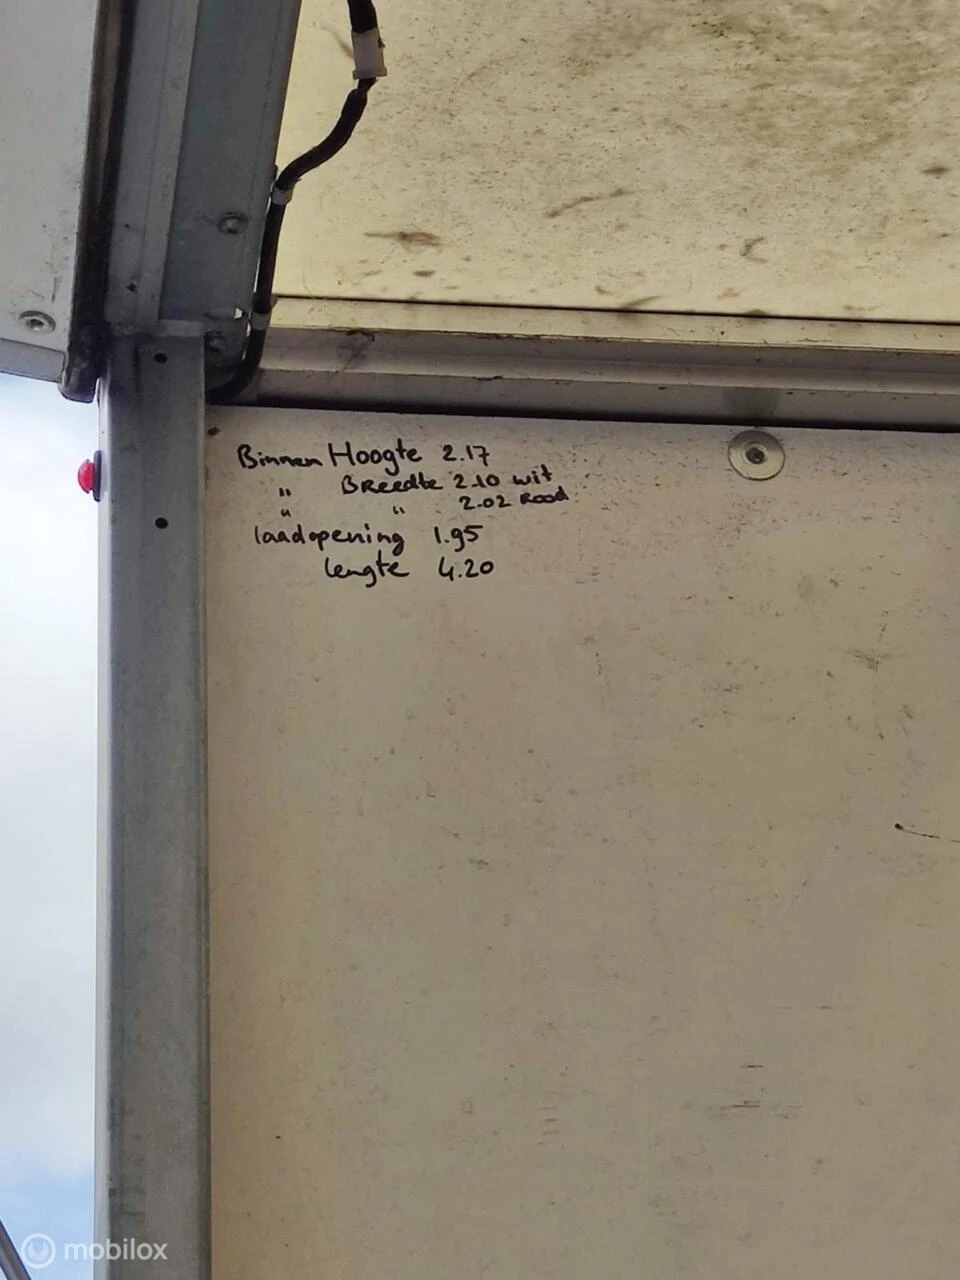 Binnen Hoogte 2.17
" Breedte 2.10 wit
" " 2.02 Rood
laadopening 1.95
lengte 4.20
mobilox